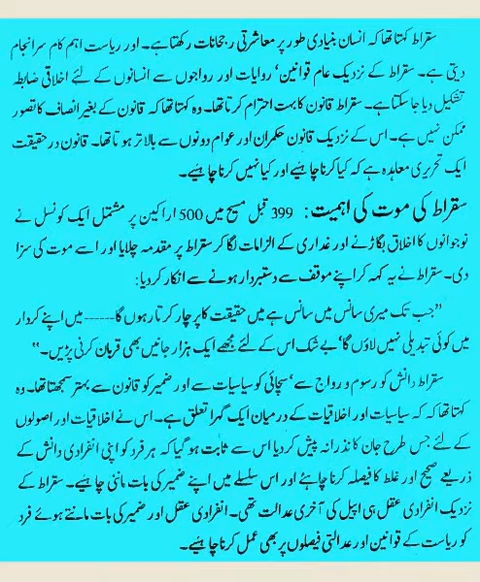 سقراط کہتا تھا کہ انسان بنیادی طور پر معاشرتی رجحانات رکھتا ہے۔ اور ریاست اہم کام سرانجام
دیتی ہے۔ سقراط کے نزدیک عام قوانین' روایات اور رواجوں سے انسانوں کے لئے اخلاقی ضابطہ
تشکیل دیا جا سکتا ہے۔ سقراط قانون کا بہت احترام کرتا تھا۔ وہ کہتا تھا کہ قانون کے بغیر انصاف کا تصور
ممکن نہیں ہے۔ اس کے نزدیک قانون حکمران اور عوام دونوں سے بالاتر ہوتا تھا۔ قانون درحقیقت
ایک تحریری معاہدہ ہے کہ کیا کرنا چاہیے اور کیا نہیں کرنا چاہیے۔
سقراط کی موت کی اہمیت: 399 قبل مسیح میں 500 اراکین پر مشتمل ایک کونسل نے
نوجوانوں کا اخلاق بگاڑنے اور غداری کے الزامات لگا کر سقراط پر مقدمہ چلایا اور اسے موت کی سزا
دی۔ سقراط نے یہ کہہ کر اپنے موقف سے دستبردار ہونے سے انکار کر دیا:
"جب تک میری سانس میں سانس ہے میں حقیقت کا پرچار کرتا رہوں گا------میں اپنے کردار
میں کوئی تبدیلی نہیں لاؤں گا' بے شک اس کے لئے مجھے ایک ہزار جانیں بھی قربان کرنی پڑیں۔"
سقراط دانش کو رسوم و رواج سے' سچائی کو سیاسیات سے اور ضمیر کو قانون سے بہتر سمجھتا تھا۔ وہ
کہتا تھا کہ کہ سیاسیات اور اخلاقیات کے درمیان ایک گہرا تعلق ہے۔ اس نے اخلاقیات اور اصولوں
کے لئے جس طرح جان کا نذرانہ پیش کر دیا اس سے ثابت ہو گیا کہ ہر فرد کو اپنی انفرادی دانش کے
ذریعے صحیح اور غلط کا فیصلہ کرنا چاہئے اور اس سلسلے میں اپنے ضمیر کی بات ماننی چاہیے۔ سقراط کے
نزدیک انفرادی عقل ہی اپیل کی آخری عدالت تھی۔ انفرادی عقل اور ضمیر کی بات مانتے ہوئے فرد
کو ریاست کے قوانین اور عدالتی فیصلوں پر بھی عمل کرنا چاہیے۔